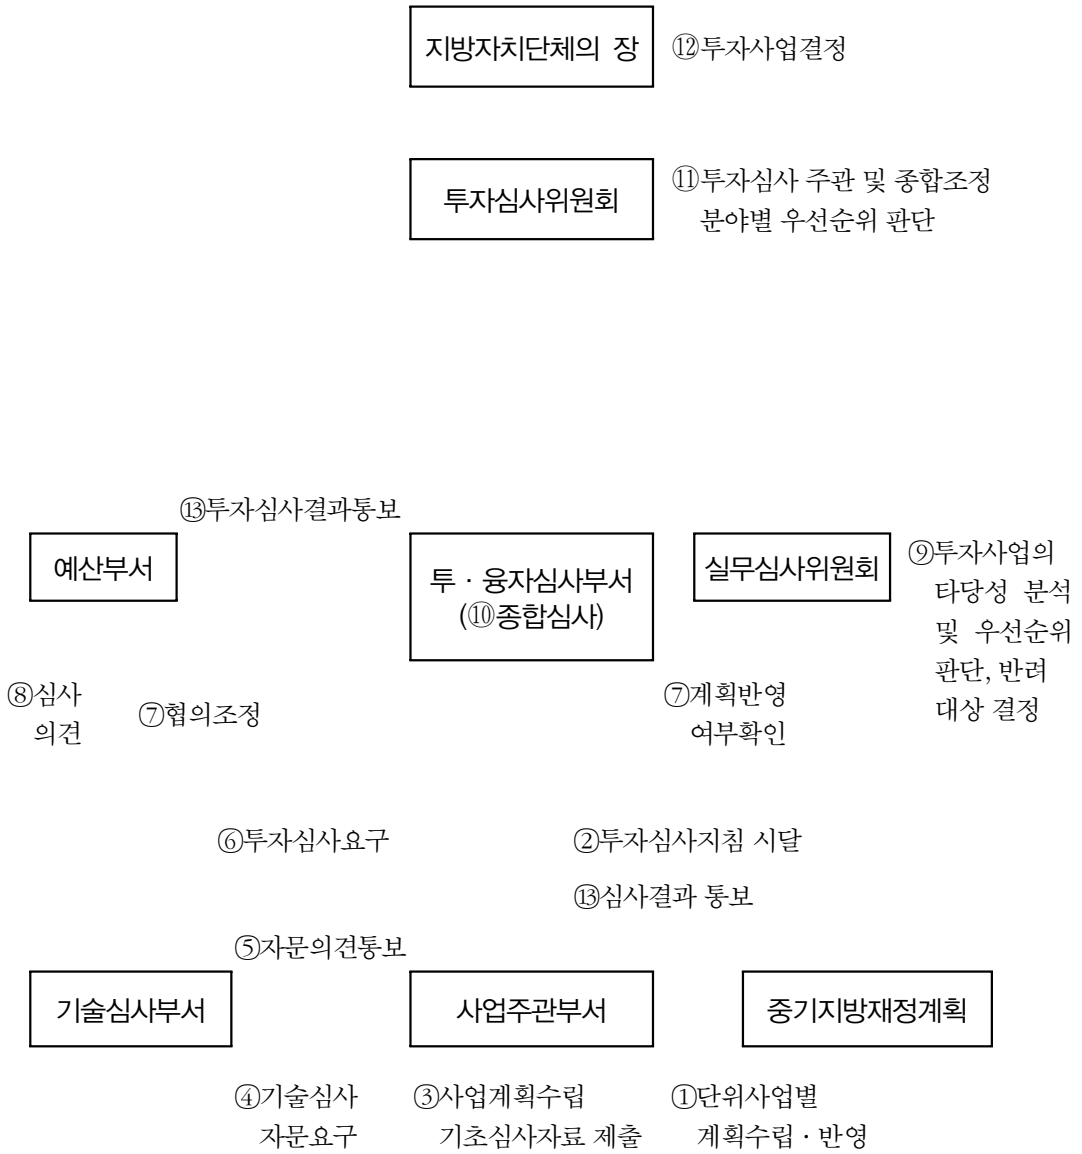 지방자치단체의 장
⑫투자사업결정
투자심사위원회
⑪투자심사 주관 및 종합조정
분야별 우선순위 판단
⑬투자심사결과통보
예산부서
투 · 융자심사부서
(⑩종합심사)
실무심사위원회
⑨투자사업의
타당성 분석
및 우선순위
판단, 반려
대상 결정
⑧심사
의견
⑦협의조정
⑦계획반영
여부확인
⑥투자심사요구
②투자심사지침 시달
⑬심사결과 통보
⑤자문의견통보
기술심사부서
사업주관부서
중기지방재정계획
④기술심사
자문요구
③사업계획수립
기초심사자료 제출
①단위사업별
계획수립 · 반영